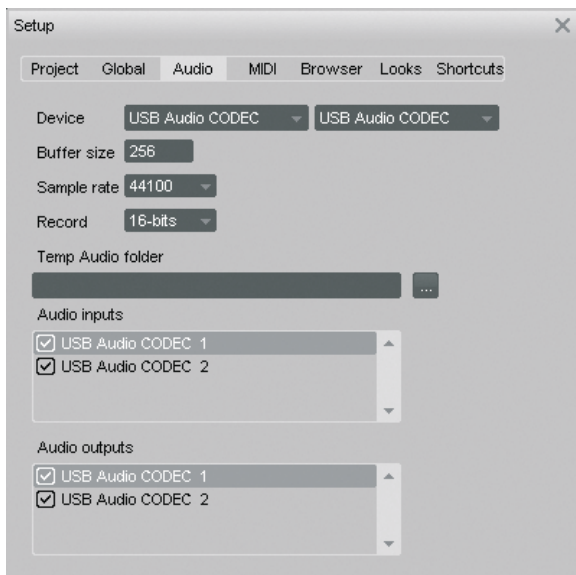 Setup
Project Global Audio MIDI Browser Looks Shortcuts
Device USB Audio CODEC USB Audio CODEC
Buffer size 256
Sample rate 44100
Record 16-bits
Temp Audio folder
...
Audio inputs
USB Audio CODEC 1
USB Audio CODEC 2
Audio outputs
USB Audio CODEC 1
USB Audio CODEC 2